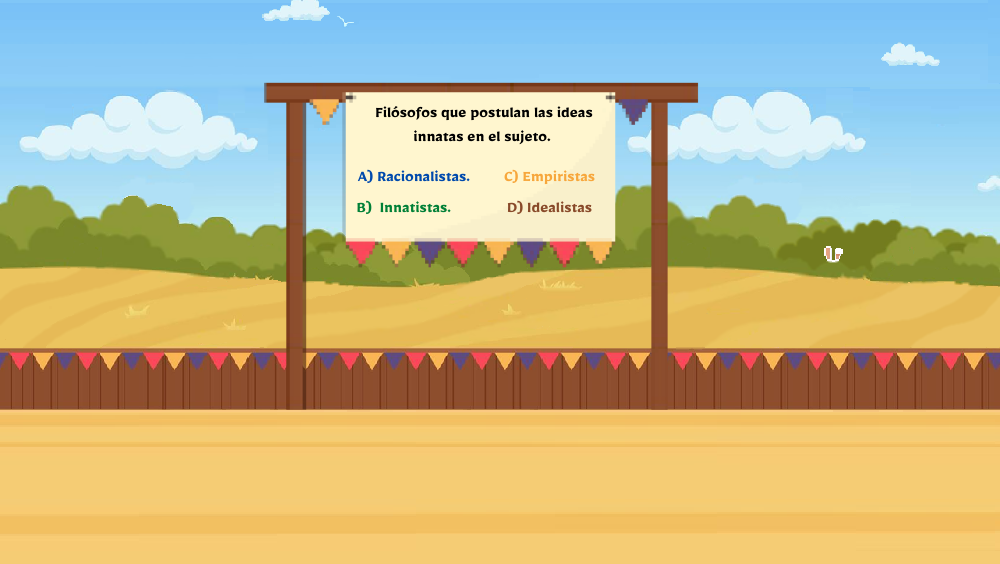 Filósofos que postulan las ideas
innatas en el sujeto.
A) Racionalistas.
C) Empiristas
B) Innatistas.
D) Idealistas